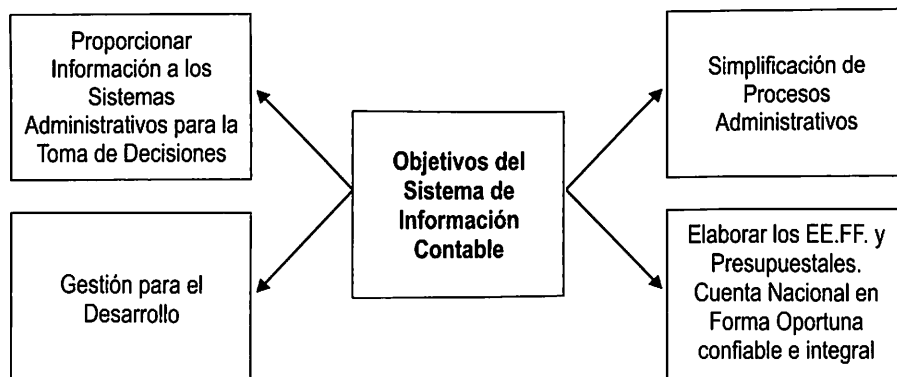 Proporcionar
Información a los
Sistemas
Administrativos para la
Toma de Decisiones
Simplificación de
Procesos
Administrativos
Objetivos del
Sistema de
Información
Contable
Gestión para el
Desarrollo
Elaborar los EE.FF. y
Presupuestales.
Cuenta Nacional en
Forma Oportuna
confiable e integral